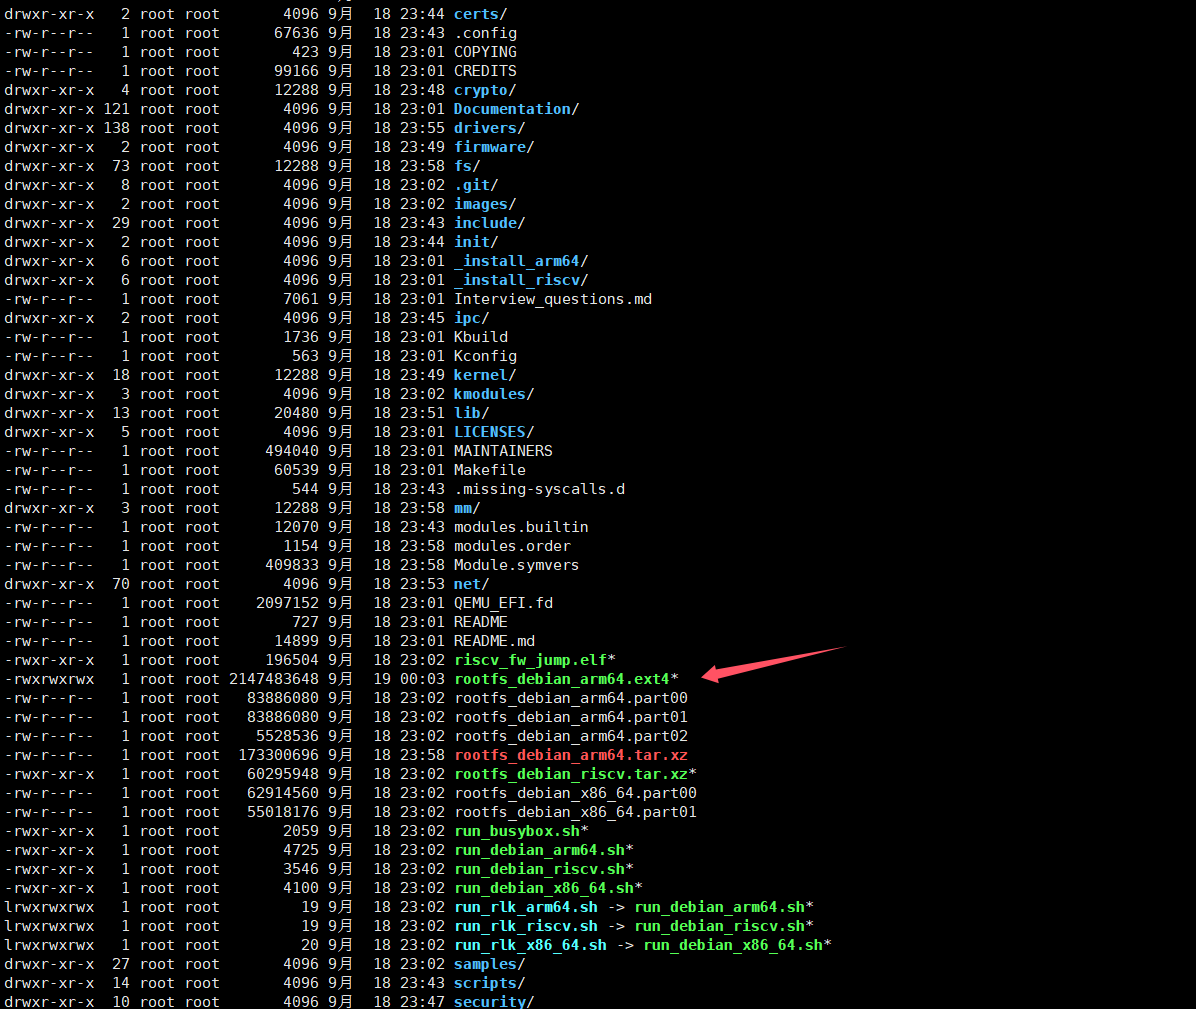 drwxr-xr-x   2 root root       4096 9月  18 23:44 certs/
-rw-r--r--   1 root root      67636 9月  18 23:43 .config
-rw-r--r--   1 root root        423 9月  18 23:01 COPYING
-rw-r--r--   1 root root      99166 9月  18 23:01 CREDITS
drwxr-xr-x   4 root root      12288 9月  18 23:48 crypto/
drwxr-xr-x 121 root root       4096 9月  18 23:01 Documentation/
drwxr-xr-x 138 root root       4096 9月  18 23:55 drivers/
drwxr-xr-x   2 root root       4096 9月  18 23:49 firmware/
drwxr-xr-x  73 root root      12288 9月  18 23:58 fs/
drwxr-xr-x   8 root root       4096 9月  18 23:02 .git/
drwxr-xr-x   2 root root       4096 9月  18 23:02 images/
drwxr-xr-x  29 root root       4096 9月  18 23:43 include/
drwxr-xr-x   2 root root       4096 9月  18 23:44 init/
drwxr-xr-x   6 root root       4096 9月  18 23:01 _install_arm64/
drwxr-xr-x   6 root root       4096 9月  18 23:01 _install_riscv/
-rw-r--r--   1 root root       7061 9月  18 23:01 Interview_questions.md
drwxr-xr-x   2 root root       4096 9月  18 23:45 ipc/
-rw-r--r--   1 root root       1736 9月  18 23:01 Kbuild
-rw-r--r--   1 root root        563 9月  18 23:01 Kconfig
drwxr-xr-x  18 root root      12288 9月  18 23:49 kernel/
drwxr-xr-x   3 root root       4096 9月  18 23:02 kmodules/
drwxr-xr-x  13 root root      20480 9月  18 23:51 lib/
drwxr-xr-x   5 root root       4096 9月  18 23:01 LICENSES/
-rw-r--r--   1 root root     494040 9月  18 23:01 MAINTAINERS
-rw-r--r--   1 root root      60539 9月  18 23:01 Makefile
-rw-r--r--   1 root root        544 9月  18 23:43 .missing-syscalls.d
drwxr-xr-x   3 root root      12288 9月  18 23:58 mm/
-rw-r--r--   1 root root      12070 9月  18 23:43 modules.builtin
-rw-r--r--   1 root root       1154 9月  18 23:58 modules.order
-rw-r--r--   1 root root     409833 9月  18 23:58 Module.symvers
drwxr-xr-x  70 root root       4096 9月  18 23:53 net/
-rw-r--r--   1 root root    2097152 9月  18 23:01 QEMU_EFI.fd
-rw-r--r--   1 root root        727 9月  18 23:01 README
-rw-r--r--   1 root root      14899 9月  18 23:01 README.md
-rwxr-xr-x   1 root root     196504 9月  18 23:02 riscv_fw_jump.elf*
-rwxrwxrwx   1 root root 2147483648 9月  19 00:03 rootfs_debian_arm64.ext4*
-rw-r--r--   1 root root   83886080 9月  18 23:02 rootfs_debian_arm64.part00
-rw-r--r--   1 root root   83886080 9月  18 23:02 rootfs_debian_arm64.part01
-rw-r--r--   1 root root    5528536 9月  18 23:02 rootfs_debian_arm64.part02
-rw-r--r--   1 root root  173300696 9月  18 23:58 rootfs_debian_arm64.tar.xz
-rwxr-xr-x   1 root root   60295948 9月  18 23:02 rootfs_debian_riscv.tar.xz*
-rw-r--r--   1 root root   62914560 9月  18 23:02 rootfs_debian_x86_64.part00
-rw-r--r--   1 root root   55018176 9月  18 23:02 rootfs_debian_x86_64.part01
-rwxr-xr-x   1 root root       2059 9月  18 23:02 run_busybox.sh*
-rwxr-xr-x   1 root root       4725 9月  18 23:02 run_debian_arm64.sh*
-rwxr-xr-x   1 root root       3546 9月  18 23:02 run_debian_riscv.sh*
-rwxr-xr-x   1 root root       4100 9月  18 23:02 run_debian_x86_64.sh*
lrwxrwxrwx   1 root root         19 9月  18 23:02 run_rlk_arm64.sh -> run_debian_arm64.sh*
lrwxrwxrwx   1 root root         19 9月  18 23:02 run_rlk_riscv.sh -> run_debian_riscv.sh*
lrwxrwxrwx   1 root root         20 9月  18 23:02 run_rlk_x86_64.sh -> run_debian_x86_64.sh*
drwxr-xr-x  27 root root       4096 9月  18 23:02 samples/
drwxr-xr-x  14 root root       4096 9月  18 23:43 scripts/
drwxr-xr-x  10 root root       4096 9月  18 23:47 security/